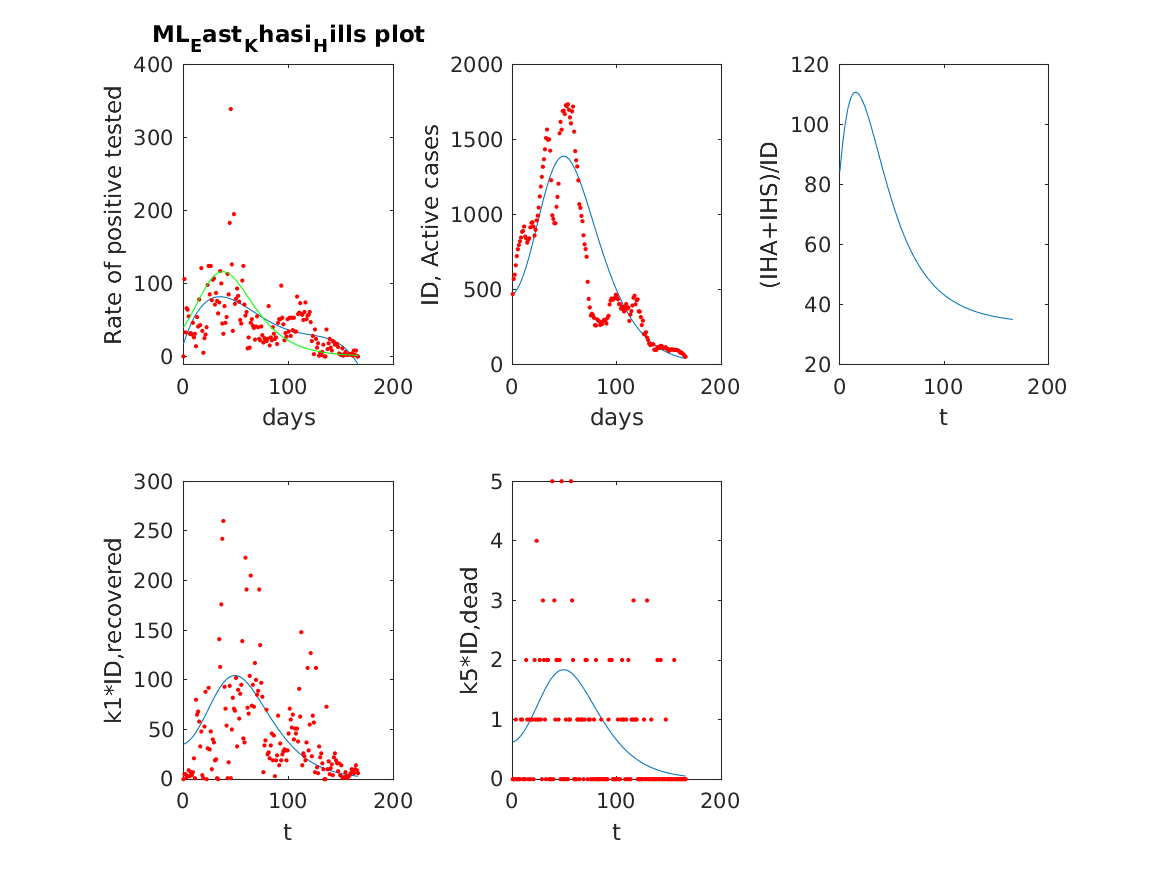 ML_East_Khasi_Hills plot
400
300
200
100
0
0 100 200
Rate of positive tested
days
2000
1500
1000
500
0
0 100 200
ID, Active cases
days
120
100
80
60
40
20
0 100 200
(IHA+IHS)/ID
t
300
250
200
150
100
50
0
0 100 200
k1*ID,recovered
t
5
4
3
2
1
0
0 100 200
k5*ID,dead
t